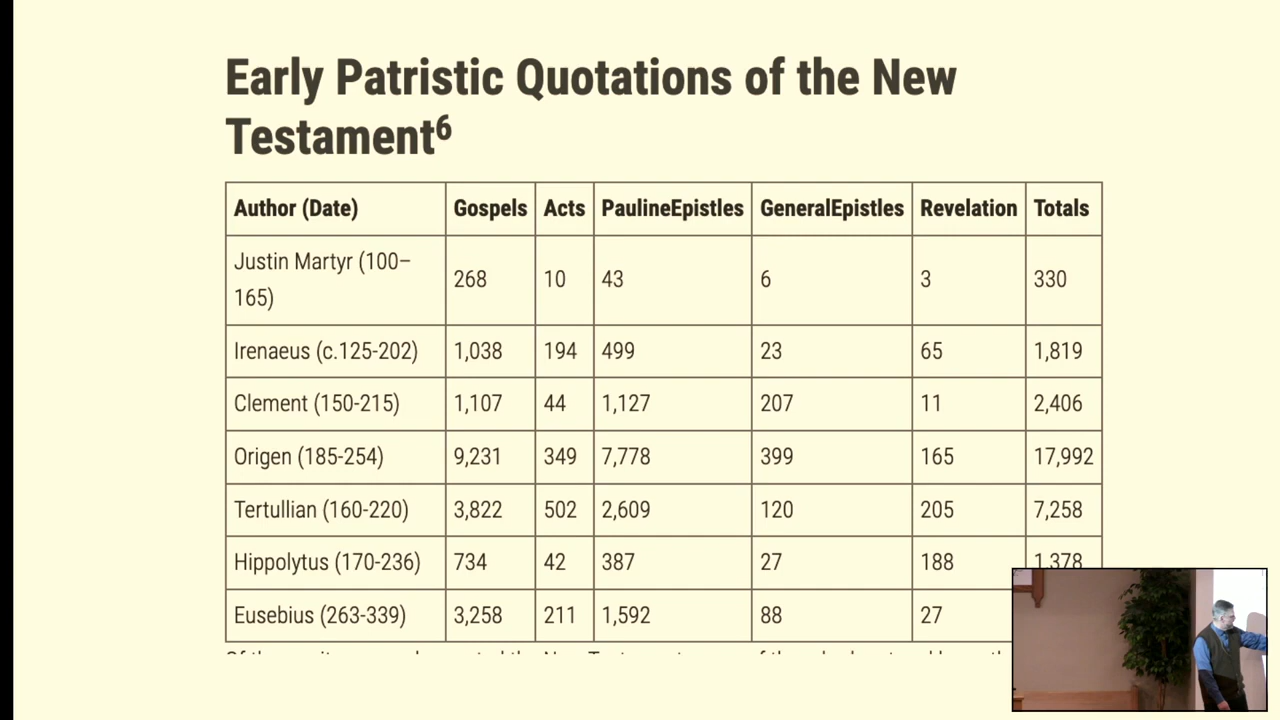 Early Patristic Quotations of the New
Testament⁶
Author (Date) Gospels Acts PaulineEpistles GeneralEpistles Revelation Totals
Justin Martyr (100–
165) 268 10 43 6 3 330
Irenaeus (c.125-202) 1,038 194 499 23 65 1,819
Clement (150-215) 1,107 44 1,127 207 11 2,406
Origen (185-254) 9,231 349 7,778 399 165 17,992
Tertullian (160-220) 3,822 502 2,609 120 205 7,258
Hippolytus (170-236) 734 42 387 27 188 1,378
Eusebius (263-339) 3,258 211 1,592 88 27